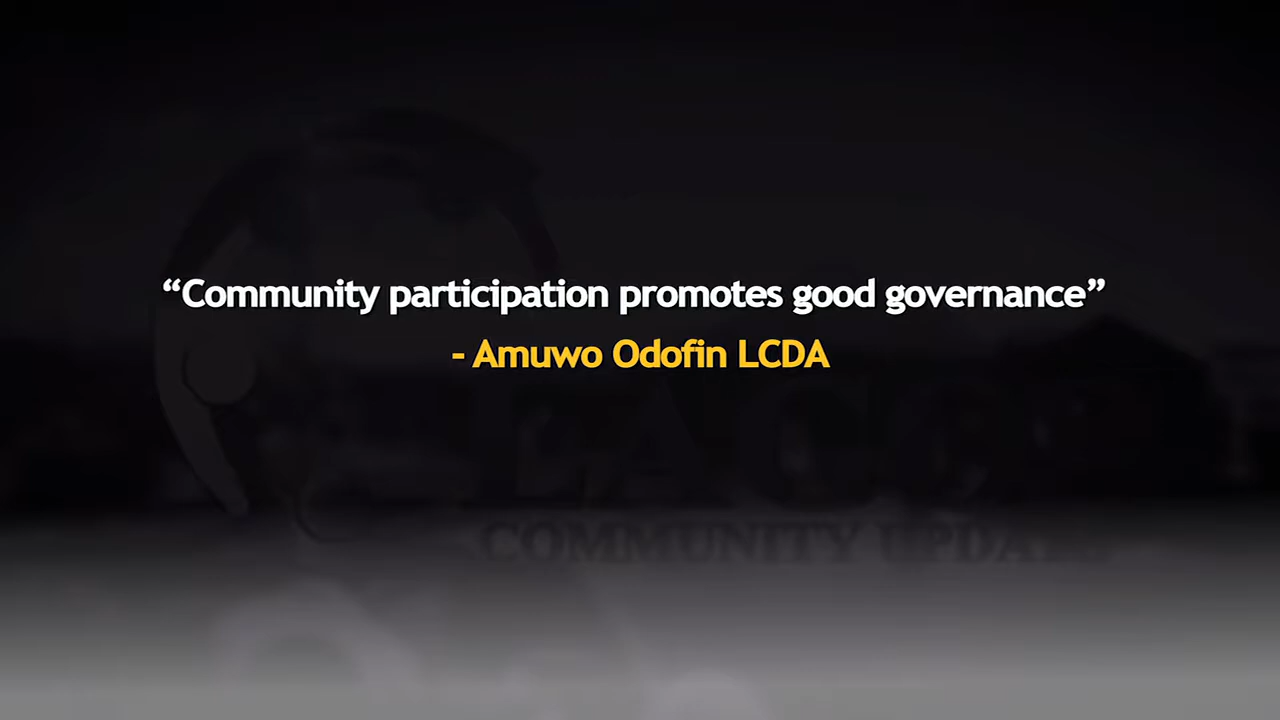 “Community participation promotes good governance”
- Amuwo Odofin LCDA
COMMUNITY